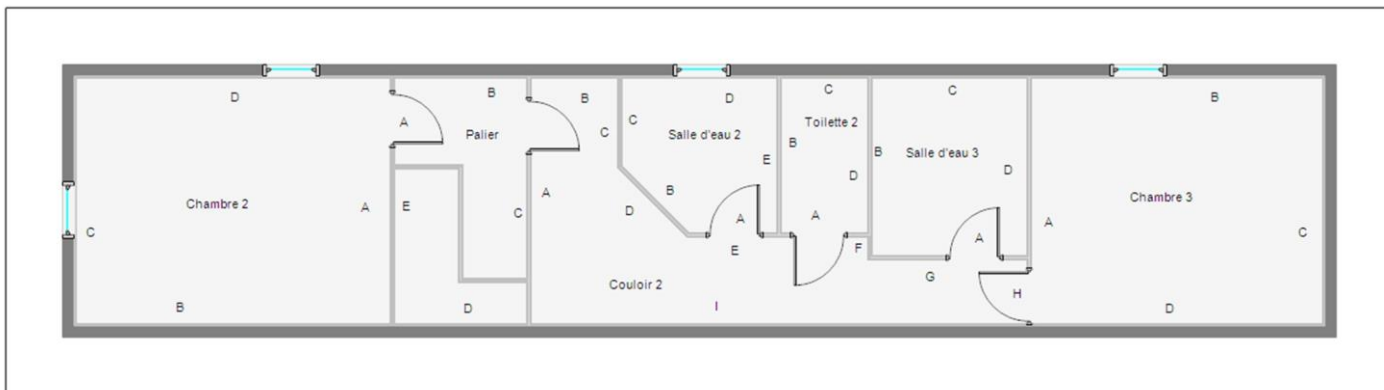 D
A
C
Chambre 2
A
B
B
Palier
E
C
D
B
C
A
D
E
F
G
H
Couloir 2
I
D
C
Salle d'eau 2
E
B
A
C
Toilette 2
B
D
A
C
B
Salle d'eau 3
D
A
B
A
Chambre 3
C
D